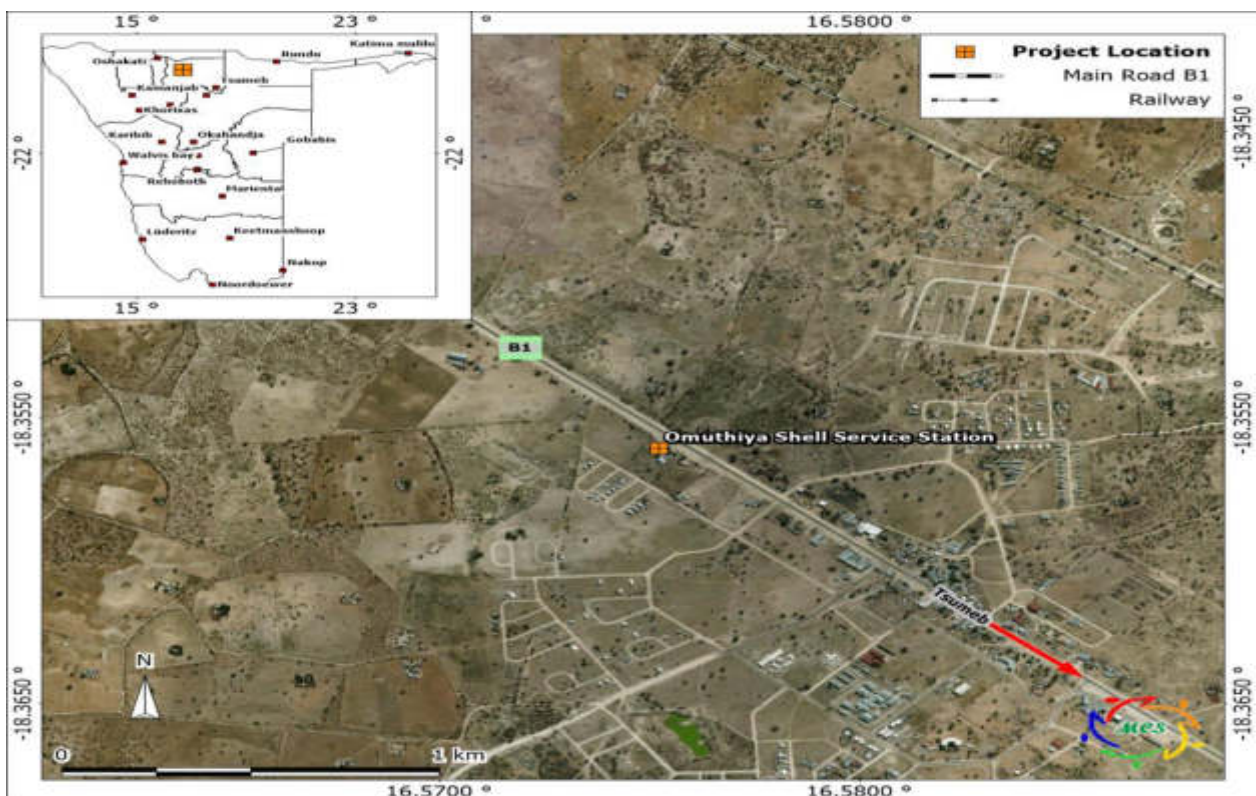 15 °
23 °
Oshakati
Rundu
Katima mulilo
Tsumeb
Kamanjab
Khorixas
Karibib
Okahandja
Gobabis
Walvis bay
Rehoboth
Mariental
Lüderitz
Keetmanshoop
Nakop
Noordoewer
-22 °
-22 °
15 °
23 °
16.5800 °
Project Location
Main Road B1
Railway
-18.3450 °
-18.3550 °
-18.3550 °
-18.3650 °
-18.3650 °
B1
Omuthiya Shell Service Station
Tsumeb
N
0
1 km
mes
16.5700 °
16.5800 °